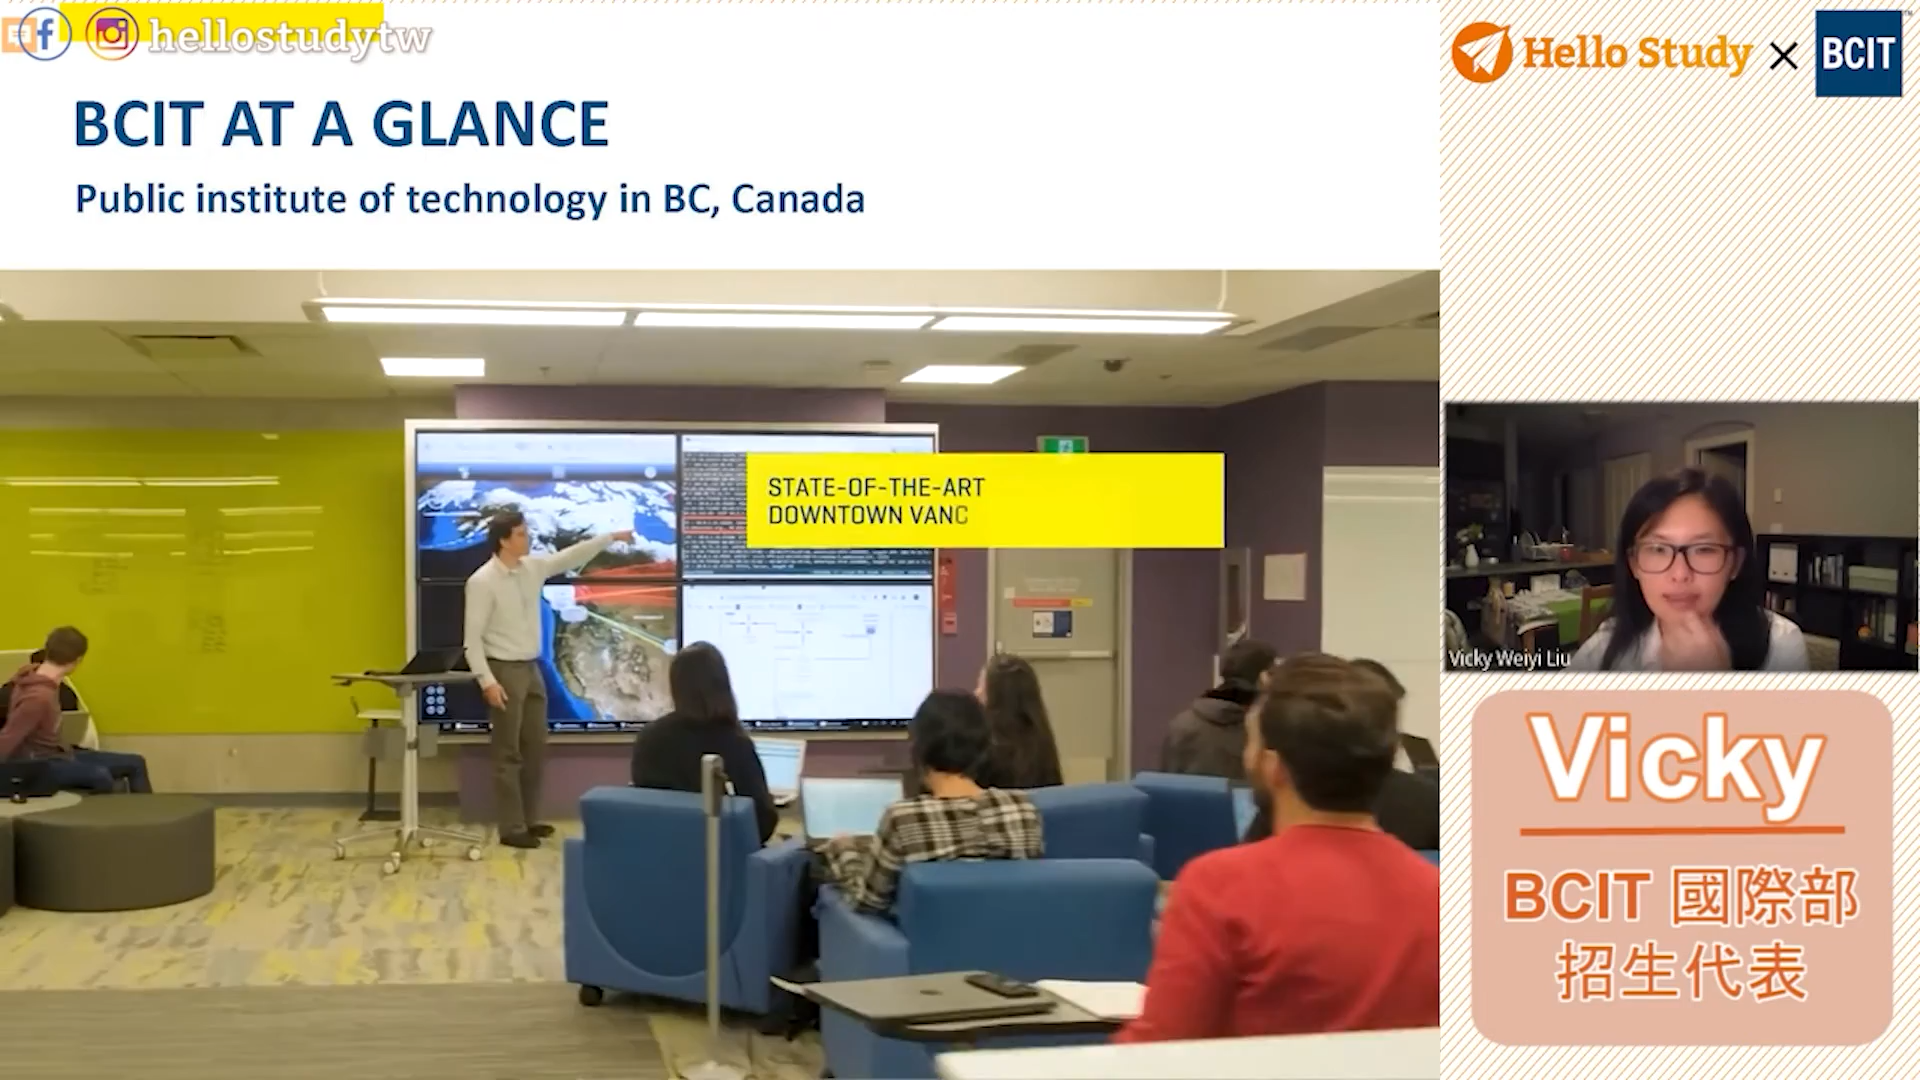 hellostudytw
Hello Study × BCIT
BCIT AT A GLANCE
Public institute of technology in BC, Canada
STATE-OF-THE-ART
DOWNTOWN VANC
Vicky Weiyi Liu
Vicky
BCIT 國際部
招生代表